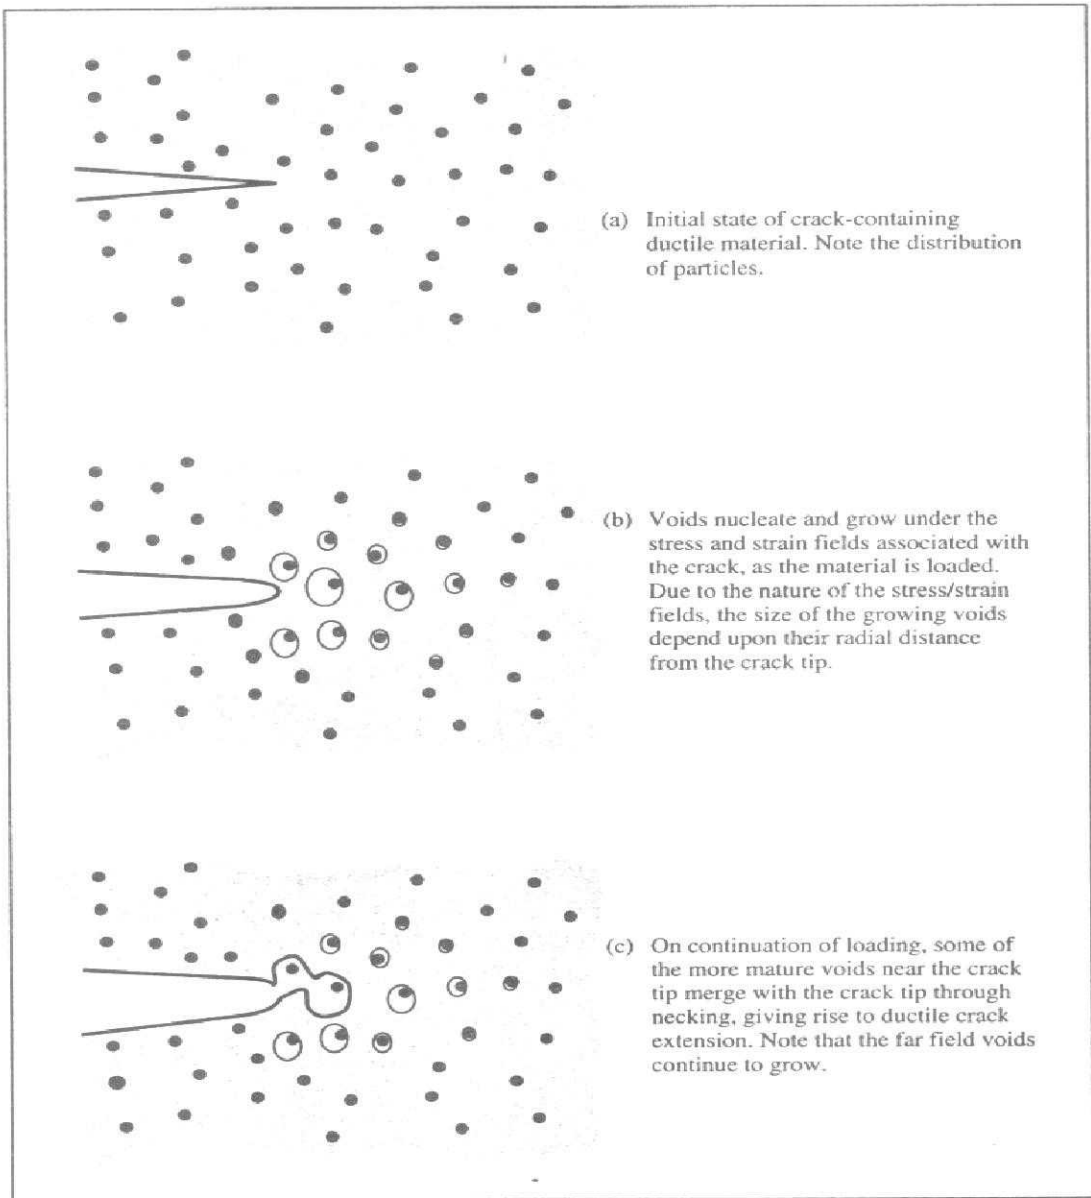 (a) Initial state of crack-containing
ductile material. Note the distribution
of particles.
(b) Voids nucleate and grow under the
stress and strain fields associated with
the crack, as the material is loaded.
Due to the nature of the stress/strain
fields, the size of the growing voids
depend upon their radial distance
from the crack tip.
(c) On continuation of loading, some of
the more mature voids near the crack
tip merge with the crack tip through
necking, giving rise to ductile crack
extension. Note that the far field voids
continue to grow.